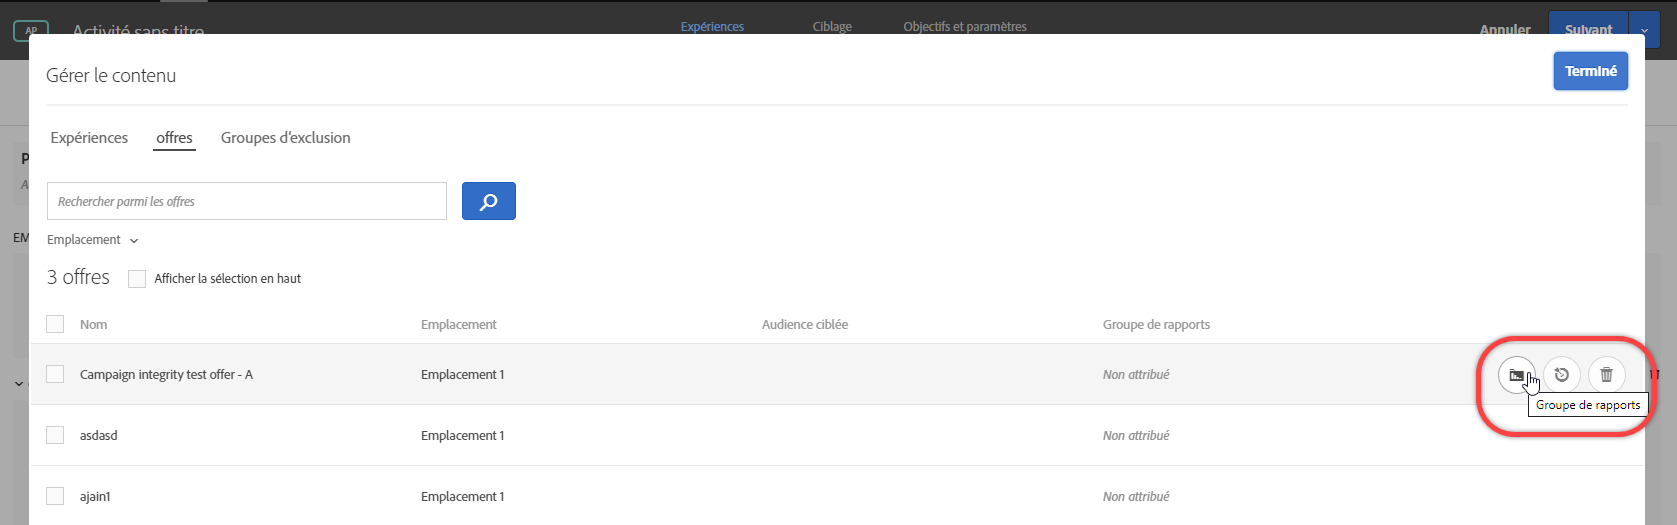 AP
Activité sans titre
Expériences
Ciblage
Objectifs et paramètres
Annuler
Suivant
Gérer le contenu
Terminé
Expériences
offres
Groupes d'exclusion
P
A
Rechercher parmi les offres
EM
Emplacement
3 offres
Afficher la sélection en haut
Nom
Emplacement
Audience ciblée
Groupe de rapports
Campaign integrity test offer - A
Emplacement 1
Non attribué
Groupe de rapports
asdasd
Emplacement 1
Non attribué
ajain1
Emplacement 1
Non attribué